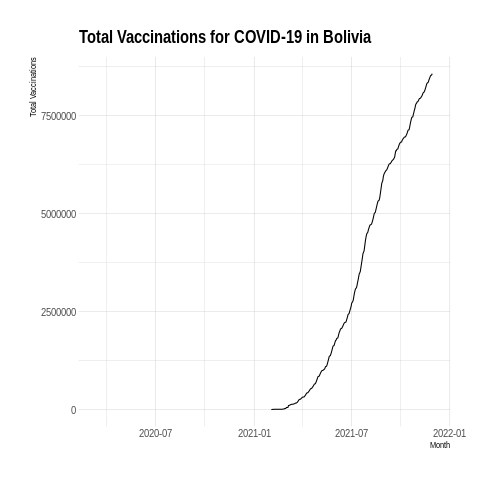 Total Vaccinations for COVID-19 in Bolivia
Total Vaccinations
7500000
5000000
2500000
0
2020-07
2021-01
2021-07
2022-01
Month